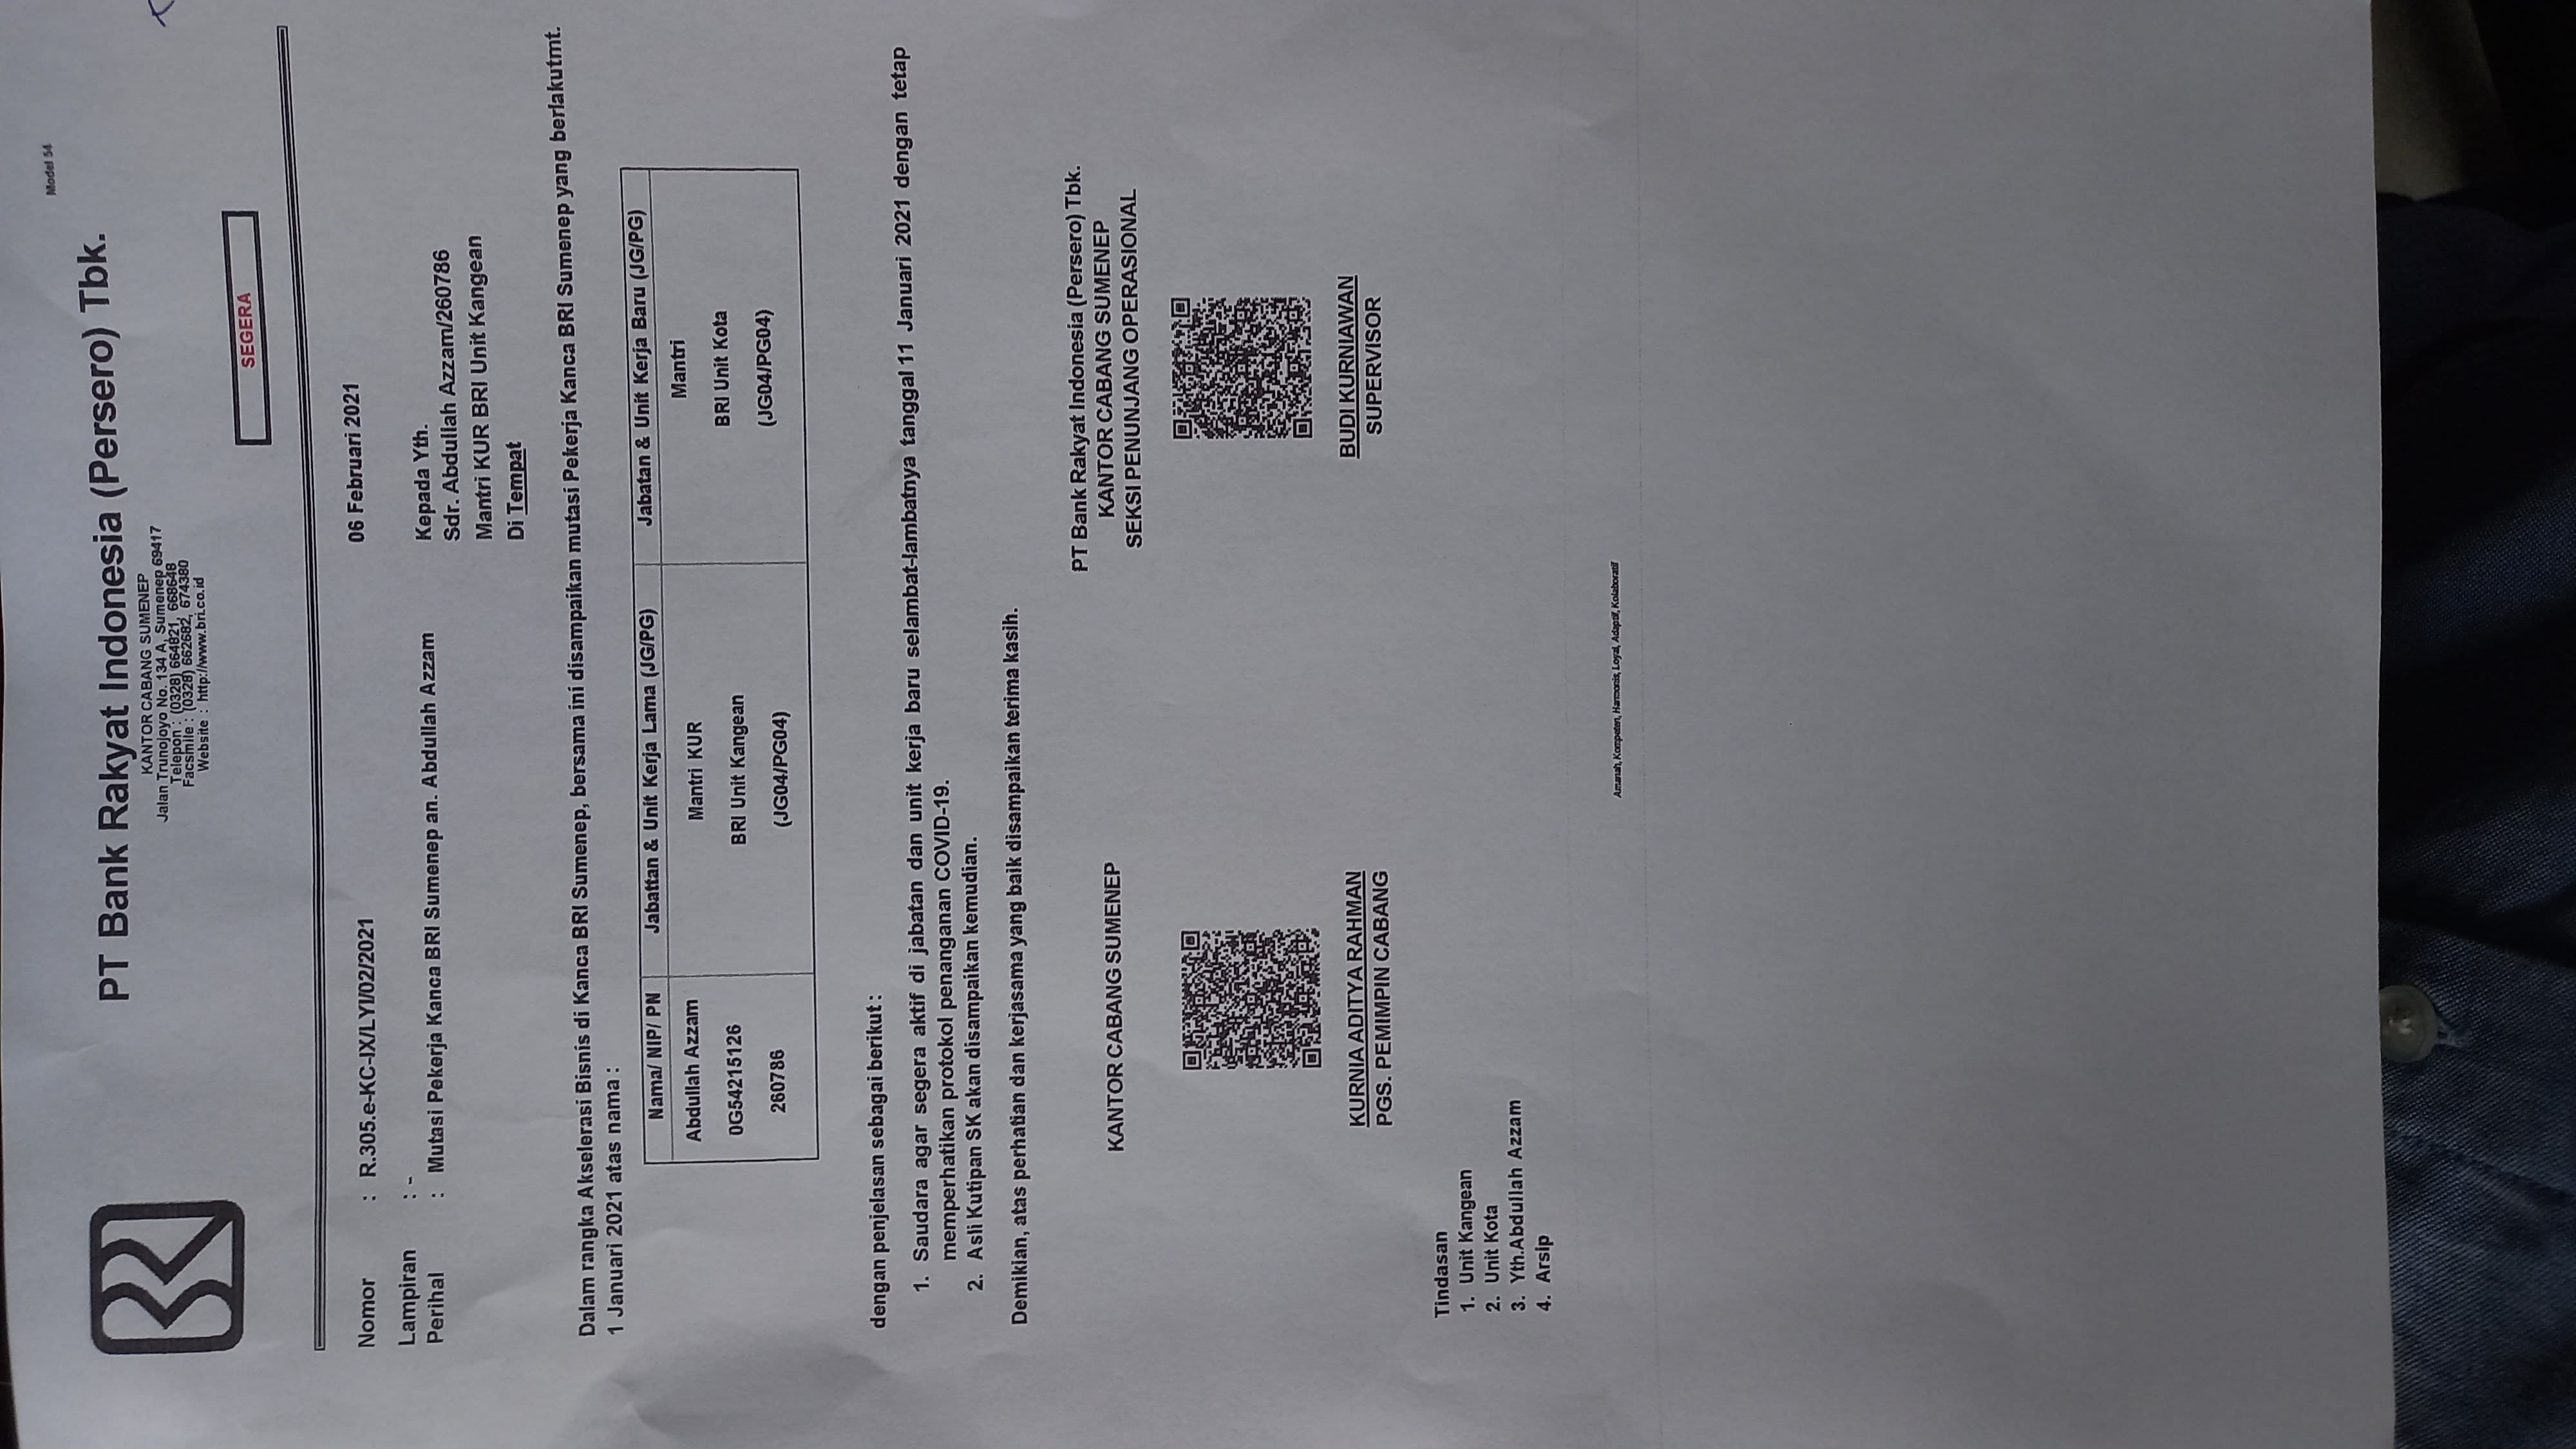 Model 54
BRI
PT Bank Rakyat Indonesia (Persero) Tbk.
KANTOR CABANG SUMENEP
Jalan Trunojoyo No. 134 A, Sumenep 69417
Telepon : (0328) 664821, 668648
Facsimile : (0328) 662682, 674380
Website : http://www.bri.co.id
SEGERA
Nomor : R.305.e-KC-IX/LYI/02/2021
06 Februari 2021
Lampiran : -
Perihal : Mutasi Pekerja Kanca BRI Sumenep an. Abdullah Azzam
Kepada Yth.
Sdr. Abdullah Azzam/260786
Mantri KUR BRI Unit Kangean
Di Tempat
Dalam rangka Akselerasi Bisnis di Kanca BRI Sumenep, bersama ini disampaikan mutasi Pekerja Kanca BRI Sumenep yang berlakutmt.
1 Januari 2021 atas nama :
Nama/ NIP/ PN Jabattan & Unit Kerja Lama (JG/PG) Jabatan & Unit Kerja Baru (JG/PG)
Abdullah Azzam Mantri KUR Mantri
0G54215126 BRI Unit Kangean BRI Unit Kota
260786 (JG04/PG04) (JG04/PG04)
dengan penjelasan sebagai berikut :
1. Saudara agar segera aktif di jabatan dan unit kerja baru selambat-lambatnya tanggal 11 Januari 2021 dengan tetap
memperhatikan protokol penanganan COVID-19.
2. Asli Kutipan SK akan disampaikan kemudian.
Demikian, atas perhatian dan kerjasama yang baik disampaikan terima kasih.
PT Bank Rakyat Indonesia (Persero) Tbk.
KANTOR CABANG SUMENEP
SEKSI PENUNJANG OPERASIONAL
KANTOR CABANG SUMENEP
BUDI KURNIAWAN
SUPERVISOR
KURNIA ADITYA RAHMAN
PGS. PEMIMPIN CABANG
Tindasan
1. Unit Kangean
2. Unit Kota
3. Yth.Abdullah Azzam
4. Arsip
Amanah, Kompeten, Harmonis, Loyal, Adaptif, Kolaboratif